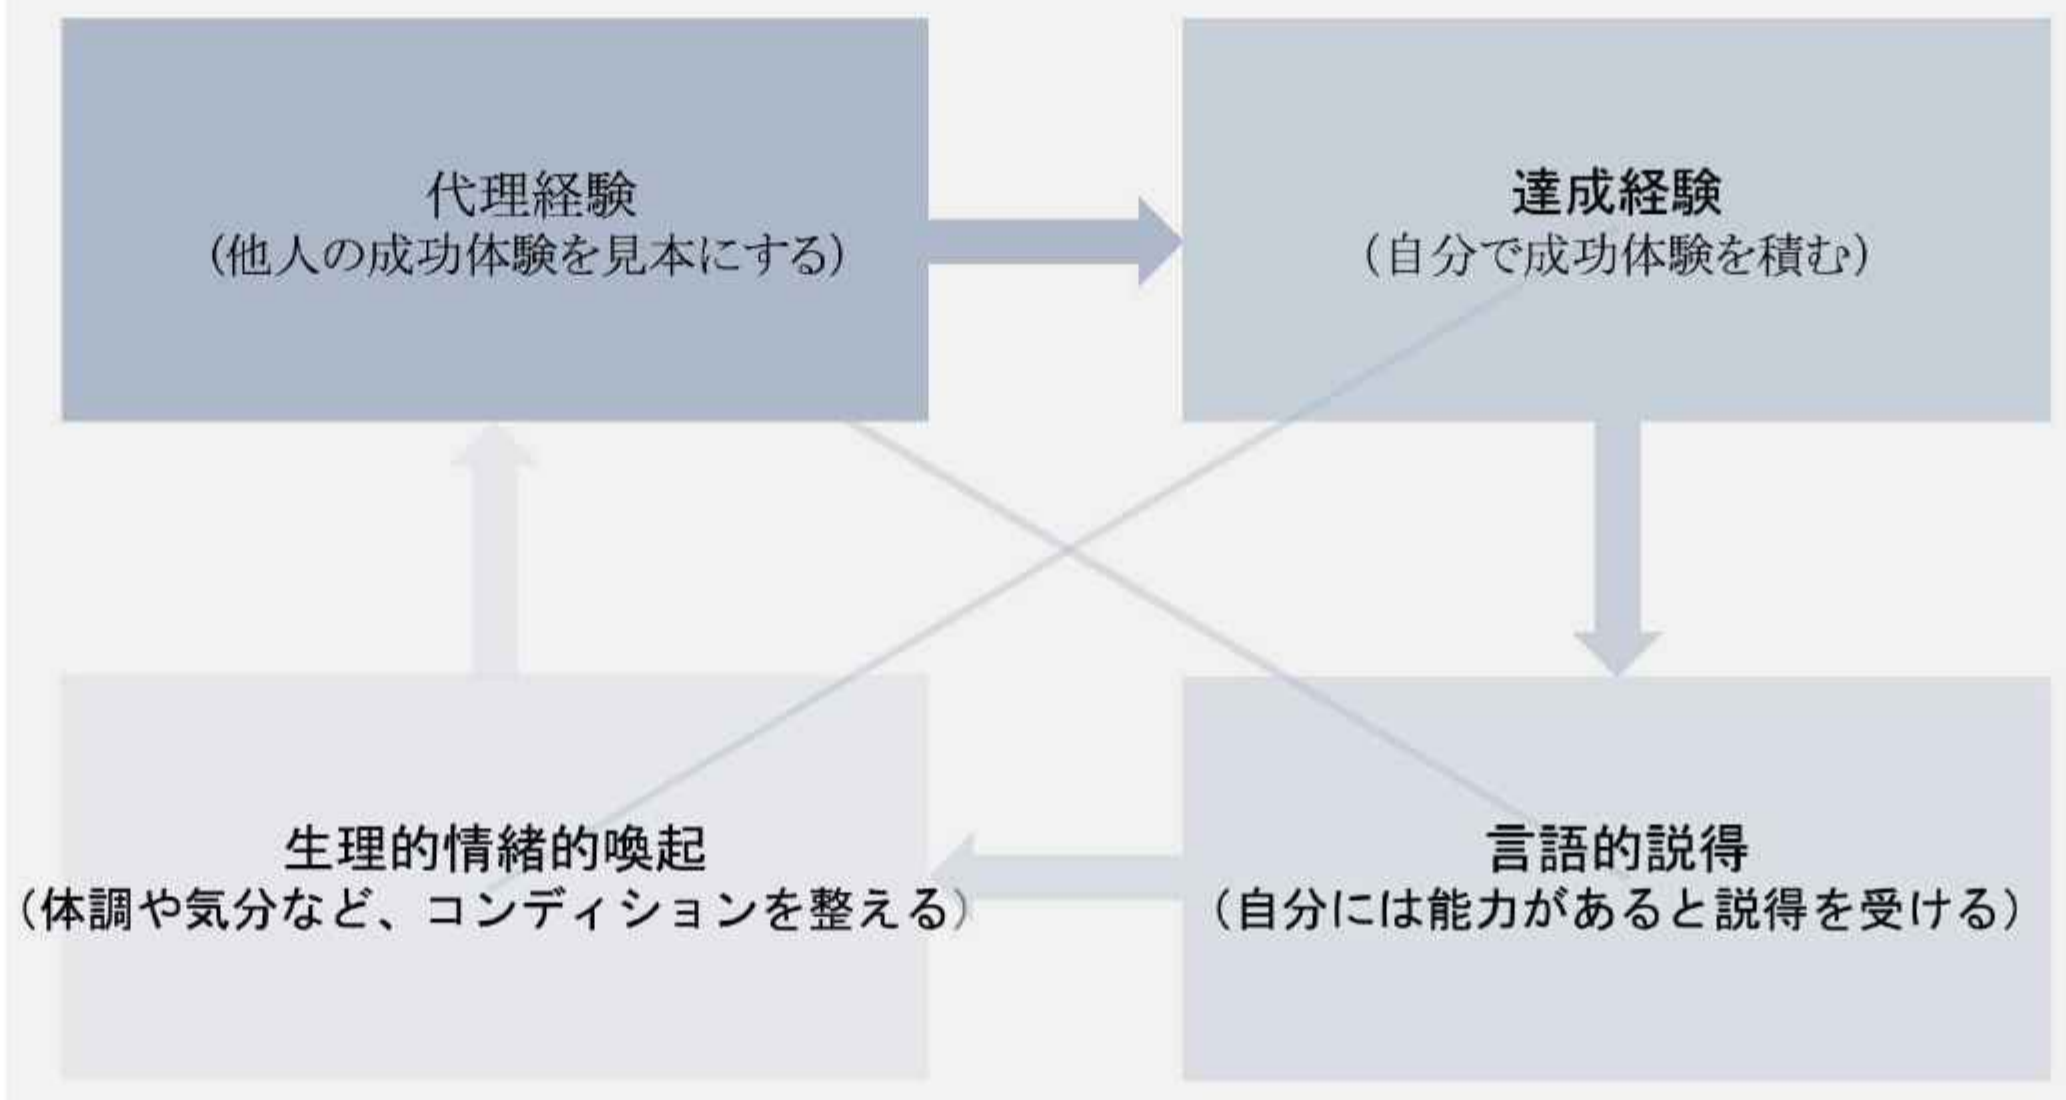 代理経験
（他人の成功体験を見本にする）
達成経験
（自分で成功体験を積む）
生理的情緒的喚起
（体調や気分など、コンディションを整える）
言語的説得
（自分には能力があると説得を受ける）